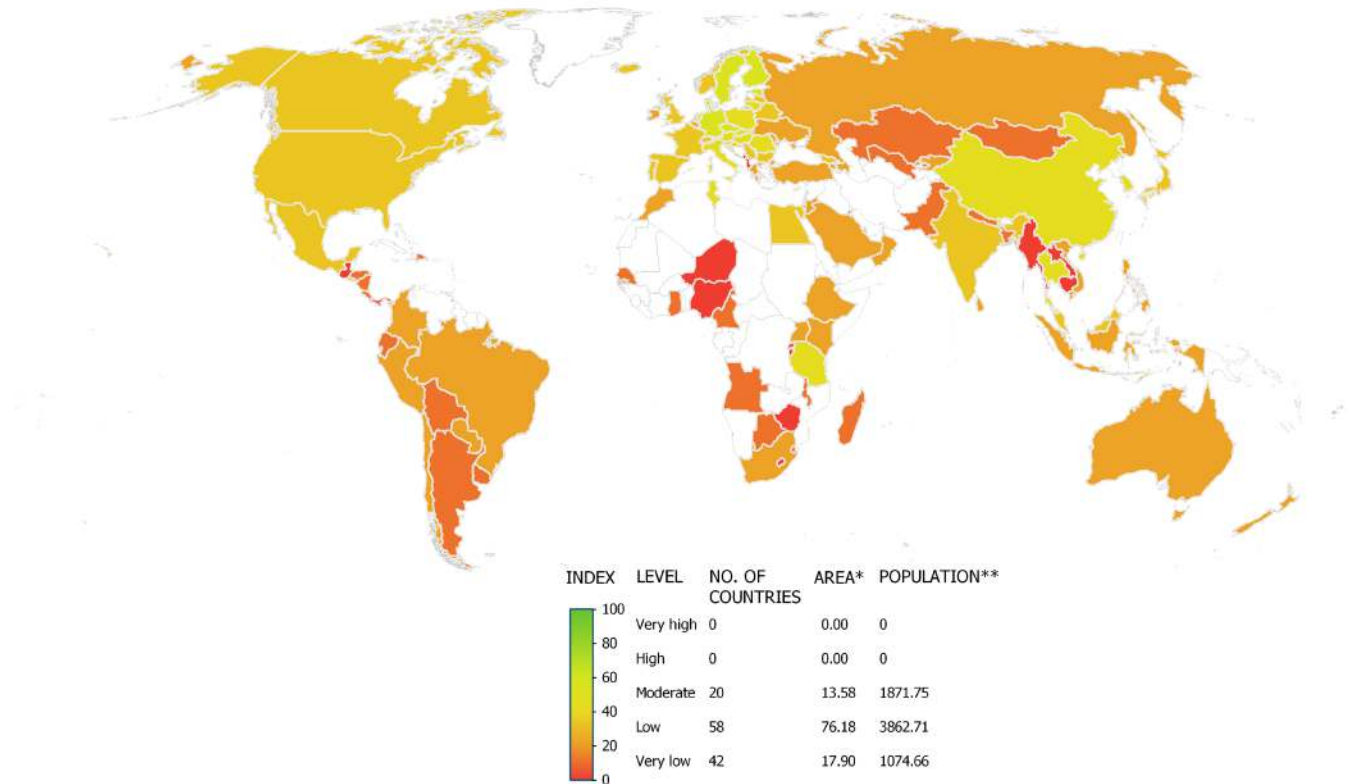 INDEX LEVEL NO. OF COUNTRIES AREA* POPULATION**
100
Very high 0 0.00 0
80
High 0 0.00 0
60
Moderate 20 13.58 1871.75
40
Low 58 76.18 3862.71
20
Very low 42 17.90 1074.66
0